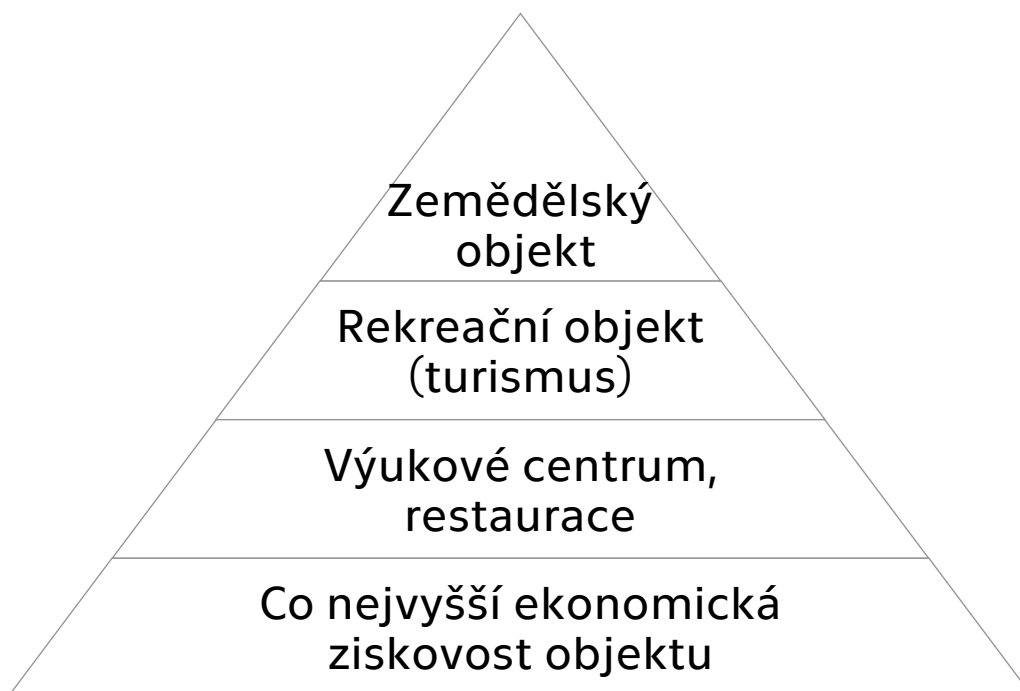 Zemědělský
objekt
Rekreační objekt
(turismus)
Výukové centrum,
restaurace
Co nejvyšší ekonomická
ziskovost objektu